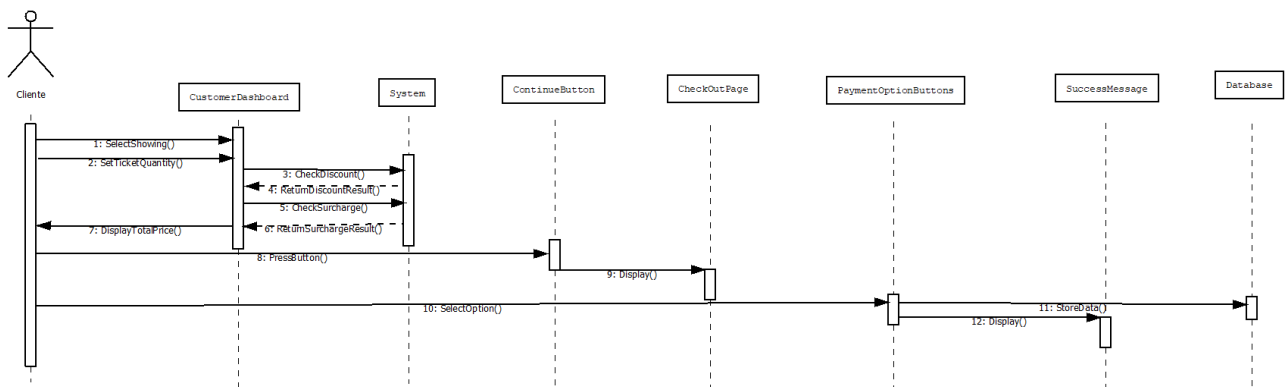 Cliente
CustomerDashboard
System
ContinueButton
CheckOutPage
PaymentOptionButtons
SuccessMessage
Database
1: SelectShowing()
2: SetTicketQuantity()
3: CheckDiscount()
4: ReturnDiscountResult()
5: CheckSurcharge()
6: ReturnSurchargeResult()
7: DisplayTotalPrice()
8: PressButton()
9: Display()
10: SelectOption()
11: StoreData()
12: Display()